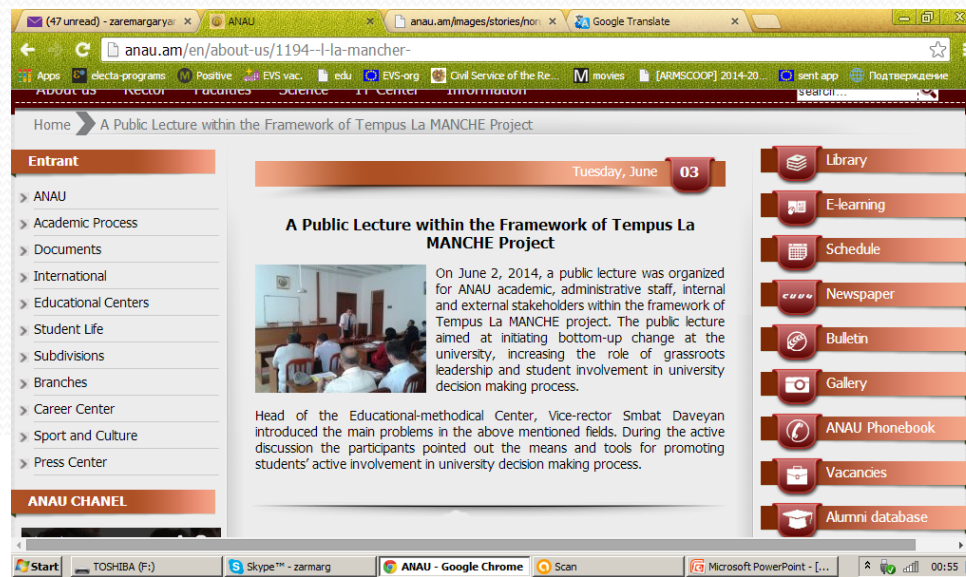 (47 unread) - zaremargaryar
ANAU
anau.am/images/stories/nor
Google Translate
anau.am/en/about-us/1194--l-la-mancher-
Apps electa-programs Positive EVS vac. edu EVS-org Civil Service of the Re... movies [ARMSCOOP] 2014-20... sent app Подтверждение
About us Rector Faculties Science IT Center Information search...
Home A Public Lecture within the Framework of Tempus La MANCHE Project
Entrant
ANAU
Academic Process
Documents
International
Educational Centers
Student Life
Subdivisions
Branches
Career Center
Sport and Culture
Press Center
ANAU CHANEL
Tuesday, June 03
A Public Lecture within the Framework of Tempus La
MANCHE Project
On June 2, 2014, a public lecture was organized
for ANAU academic, administrative staff, internal
and external stakeholders within the framework of
Tempus La MANCHE project. The public lecture
aimed at initiating bottom-up change at the
university, increasing the role of grassroots
leadership and student involvement in university
decision making process.
Head of the Educational-methodical Center, Vice-rector Smbat Daveyan
introduced the main problems in the above mentioned fields. During the active
discussion the participants pointed out the means and tools for promoting
students' active involvement in university decision making process.
Library
E-learning
Schedule
Newspaper
Bulletin
Gallery
ANAU Phonebook
Vacancies
Alumni database
Start TOSHIBA (F:) Skype™ - zarmarg ANAU - Google Chrome Scan Microsoft PowerPoint - [... 00:55